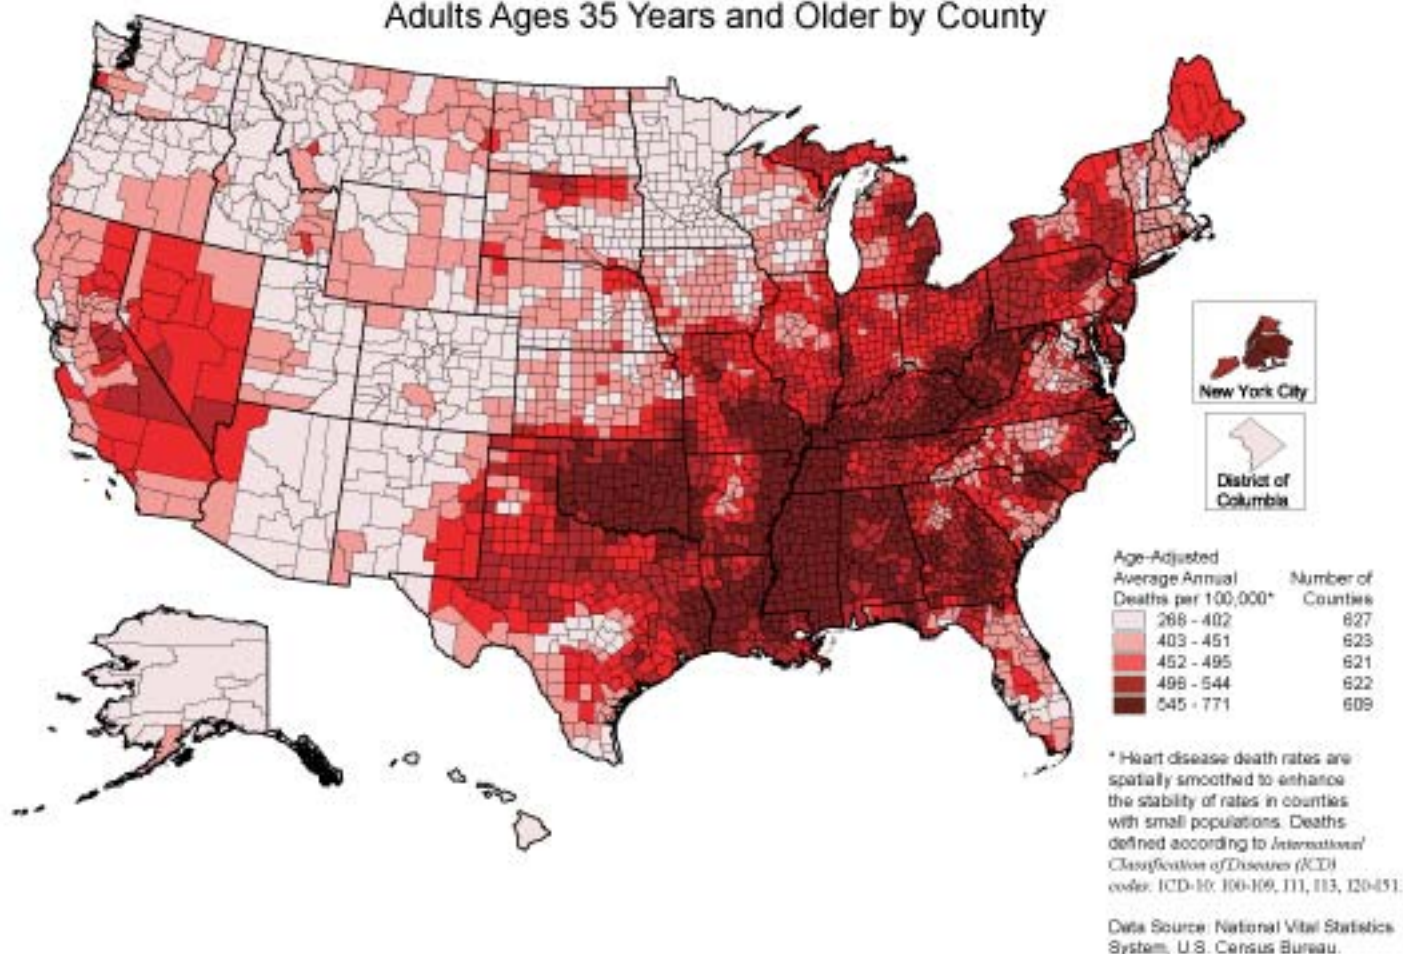 Adults Ages 35 Years and Older by County
New York City
District of
Columbia
Age-Adjusted
Average Annual Number of
Deaths per 100,000* Counties
268 - 402 627
403 - 451 623
452 - 495 621
496 - 544 622
545 - 771 609
* Heart disease death rates are
spatially smoothed to enhance
the stability of rates in counties
with small populations. Deaths
defined according to International
Classification of Diseases (ICD)
codes: ICD-10: I00-I09, I11, I13, I20-I51.
Data Source: National Vital Statistics
System, U.S. Census Bureau.